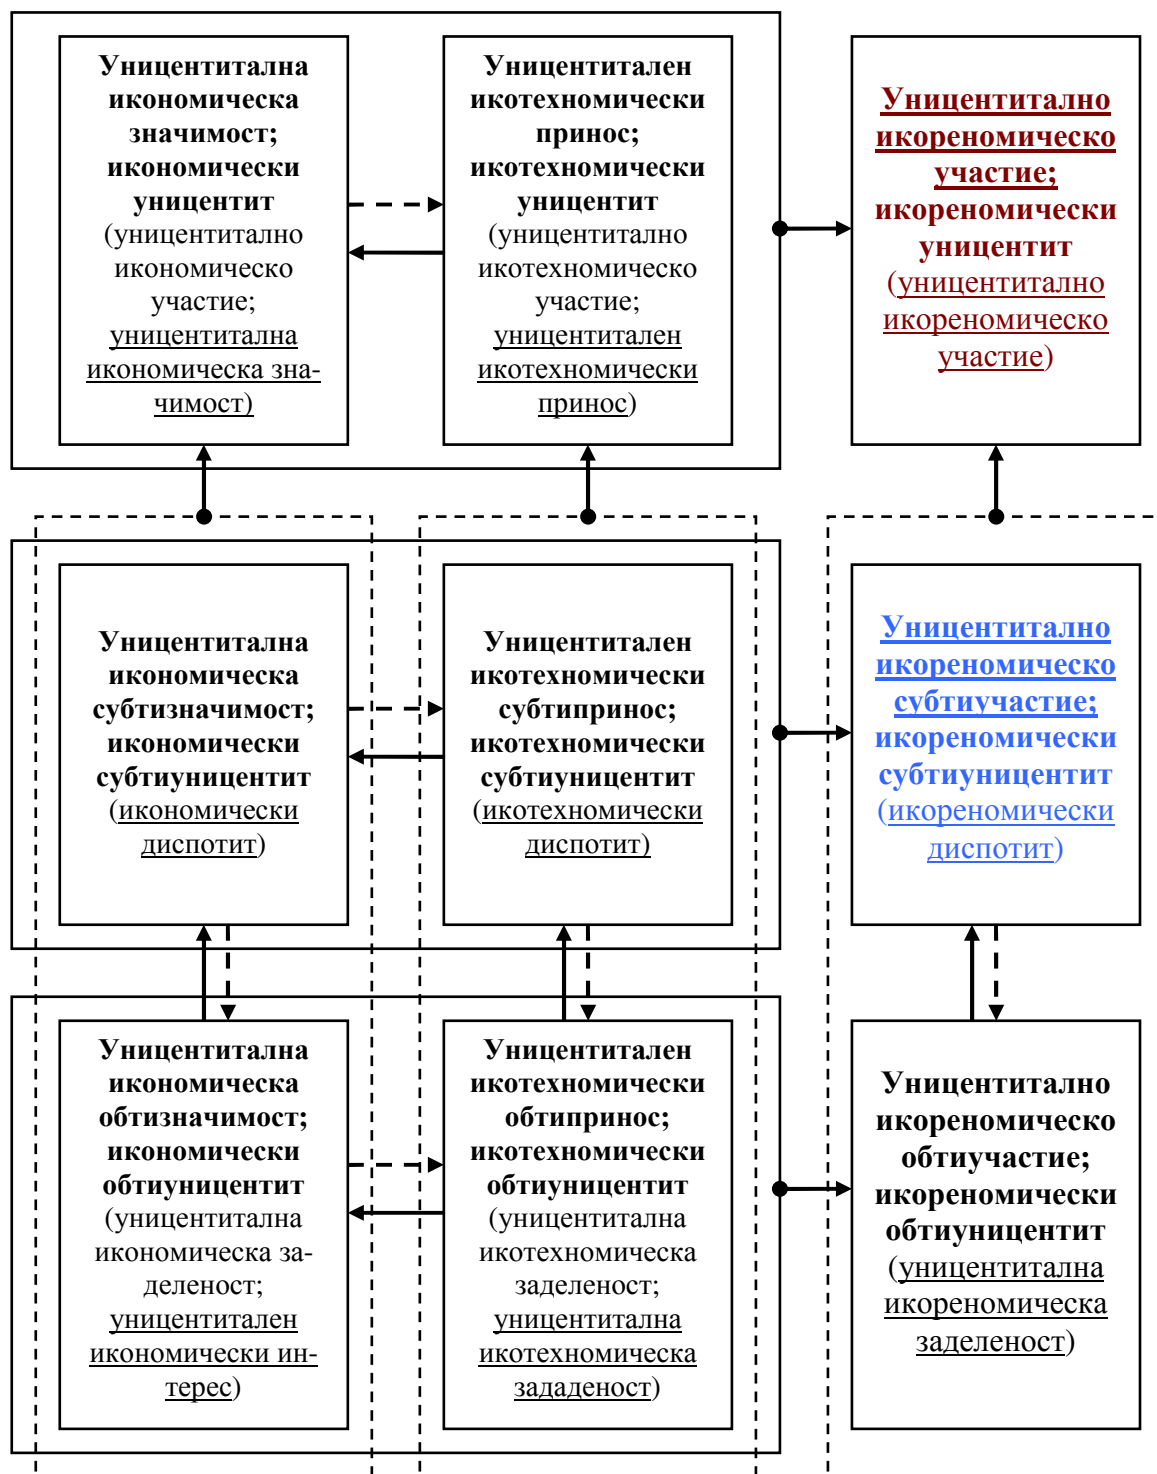 Уницентитална
икономическа
значимост;
икономически
уницентит
(уницентитално
икономическо
участие;
уницентитална
икономическа зна-
чимост)
Уницентитален
икотехномически
принос;
икотехномически
уницентит
(уницентитално
икотехномическо
участие;
уницентитален
икотехномически
принос)
Уницентитално
икореномическо
участие;
икореномически
уницентит
(уницентитално
икореномическо
участие)
Уницентитална
икономическа
субтизначимост;
икономически
субтиуницентит
(икономически
диспотит)
Уницентитален
икотехномически
субтипринос;
икотехномически
субтиуницентит
(икотехномически
диспотит)
Уницентитално
икореномическо
субтиучастие;
икореномически
субтиуницентит
(икореномически
диспотит)
Уницентитална
икономическа
обтизначимост;
икономически
обтиуницентит
(уницентитална
икономическа за-
деленост;
уницентитален
икономически ин-
терес)
Уницентитален
икотехномически
обтипринос;
икотехномически
обтиуницентит
(уницентитална
икотехномическа
заделеност;
уницентитална
икотехномическа
зададеност)
Уницентитално
икореномическо
обтиучастие;
икореномически
обтиуницентит
(уницентитална
икореномическа
заделеност)